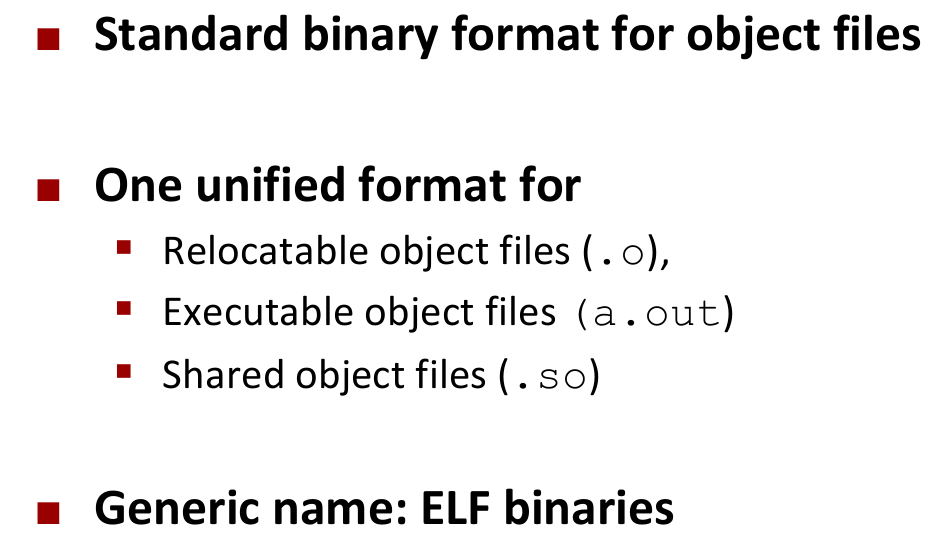 ■ Standard binary format for object files
■ One unified format for
▪ Relocatable object files (.o),
▪ Executable object files (a.out)
▪ Shared object files (.so)
■ Generic name: ELF binaries